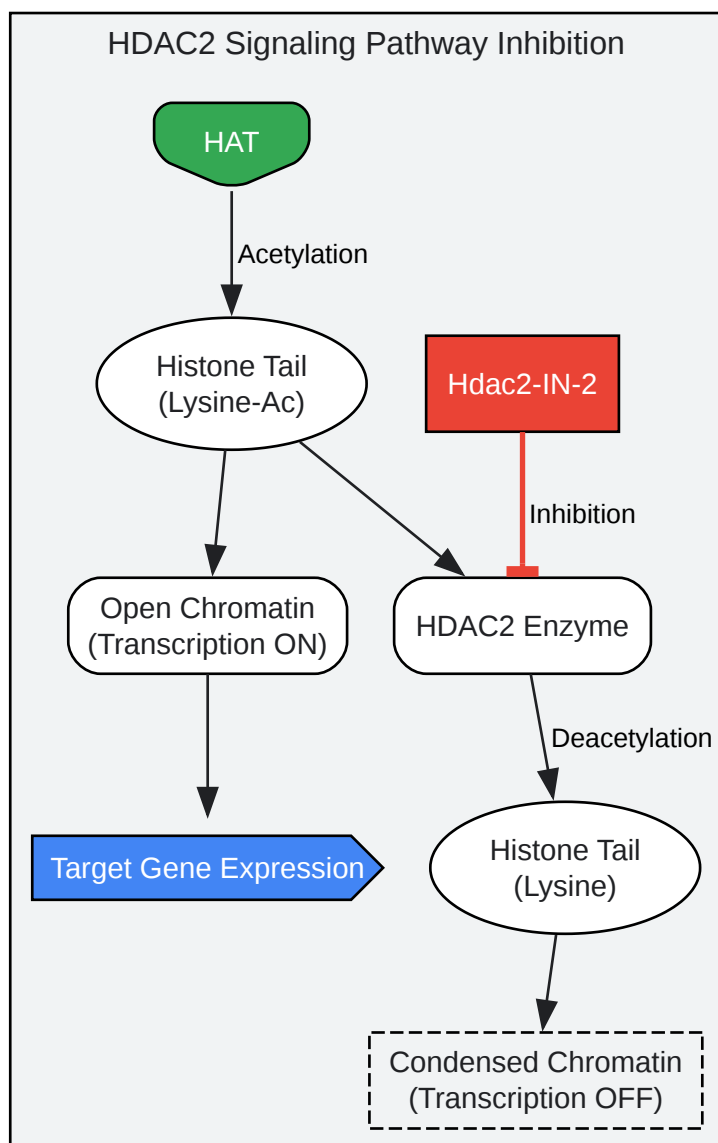 HDAC2 Signaling Pathway Inhibition
HAT
Acetylation
Histone Tail
(Lysine-Ac)
Hdac2-IN-2
Inhibition
Open Chromatin
(Transcription ON)
HDAC2 Enzyme
Deacetylation
Target Gene Expression
Histone Tail
(Lysine)
Condensed Chromatin
(Transcription OFF)